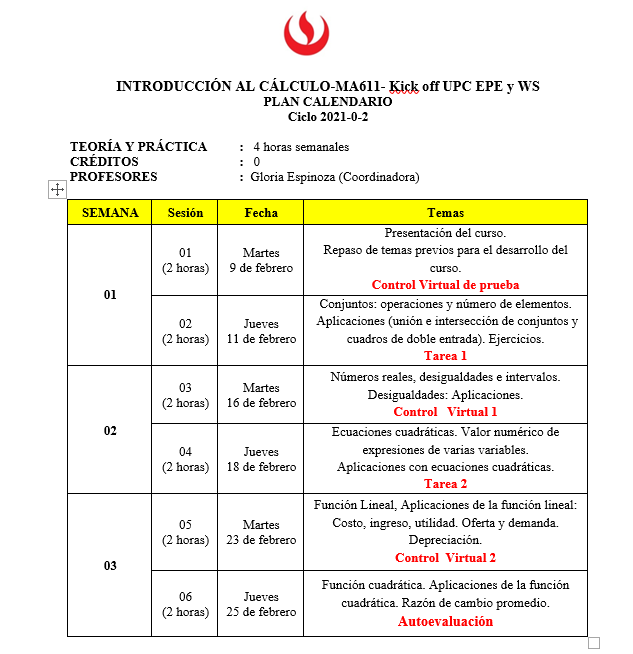 INTRODUCCIÓN AL CÁLCULO-MA611- Kick off UPC EPE y WS
PLAN CALENDARIO
Ciclo 2021-0-2
TEORÍA Y PRÁCTICA : 4 horas semanales
CRÉDITOS : 0
PROFESORES : Gloria Espinoza (Coordinadora)
SEMANA Sesión Fecha Temas
01
01
(2 horas)
Martes
9 de febrero
Presentación del curso.
Repaso de temas previos para el desarrollo del
curso.
Control Virtual de prueba
02
(2 horas)
Jueves
11 de febrero
Conjuntos: operaciones y número de elementos.
Aplicaciones (unión e intersección de conjuntos y
cuadros de doble entrada). Ejercicios.
Tarea 1
02
03
(2 horas)
Martes
16 de febrero
Números reales, desigualdades e intervalos.
Desigualdades: Aplicaciones.
Control Virtual 1
04
(2 horas)
Jueves
18 de febrero
Ecuaciones cuadráticas. Valor numérico de
expresiones de varias variables.
Aplicaciones con ecuaciones cuadráticas.
Tarea 2
03
05
(2 horas)
Martes
23 de febrero
Función Lineal, Aplicaciones de la función lineal:
Costo, ingreso, utilidad. Oferta y demanda.
Depreciación.
Control Virtual 2
06
(2 horas)
Jueves
25 de febrero
Función cuadrática. Aplicaciones de la función
cuadrática. Razón de cambio promedio.
Autoevaluación